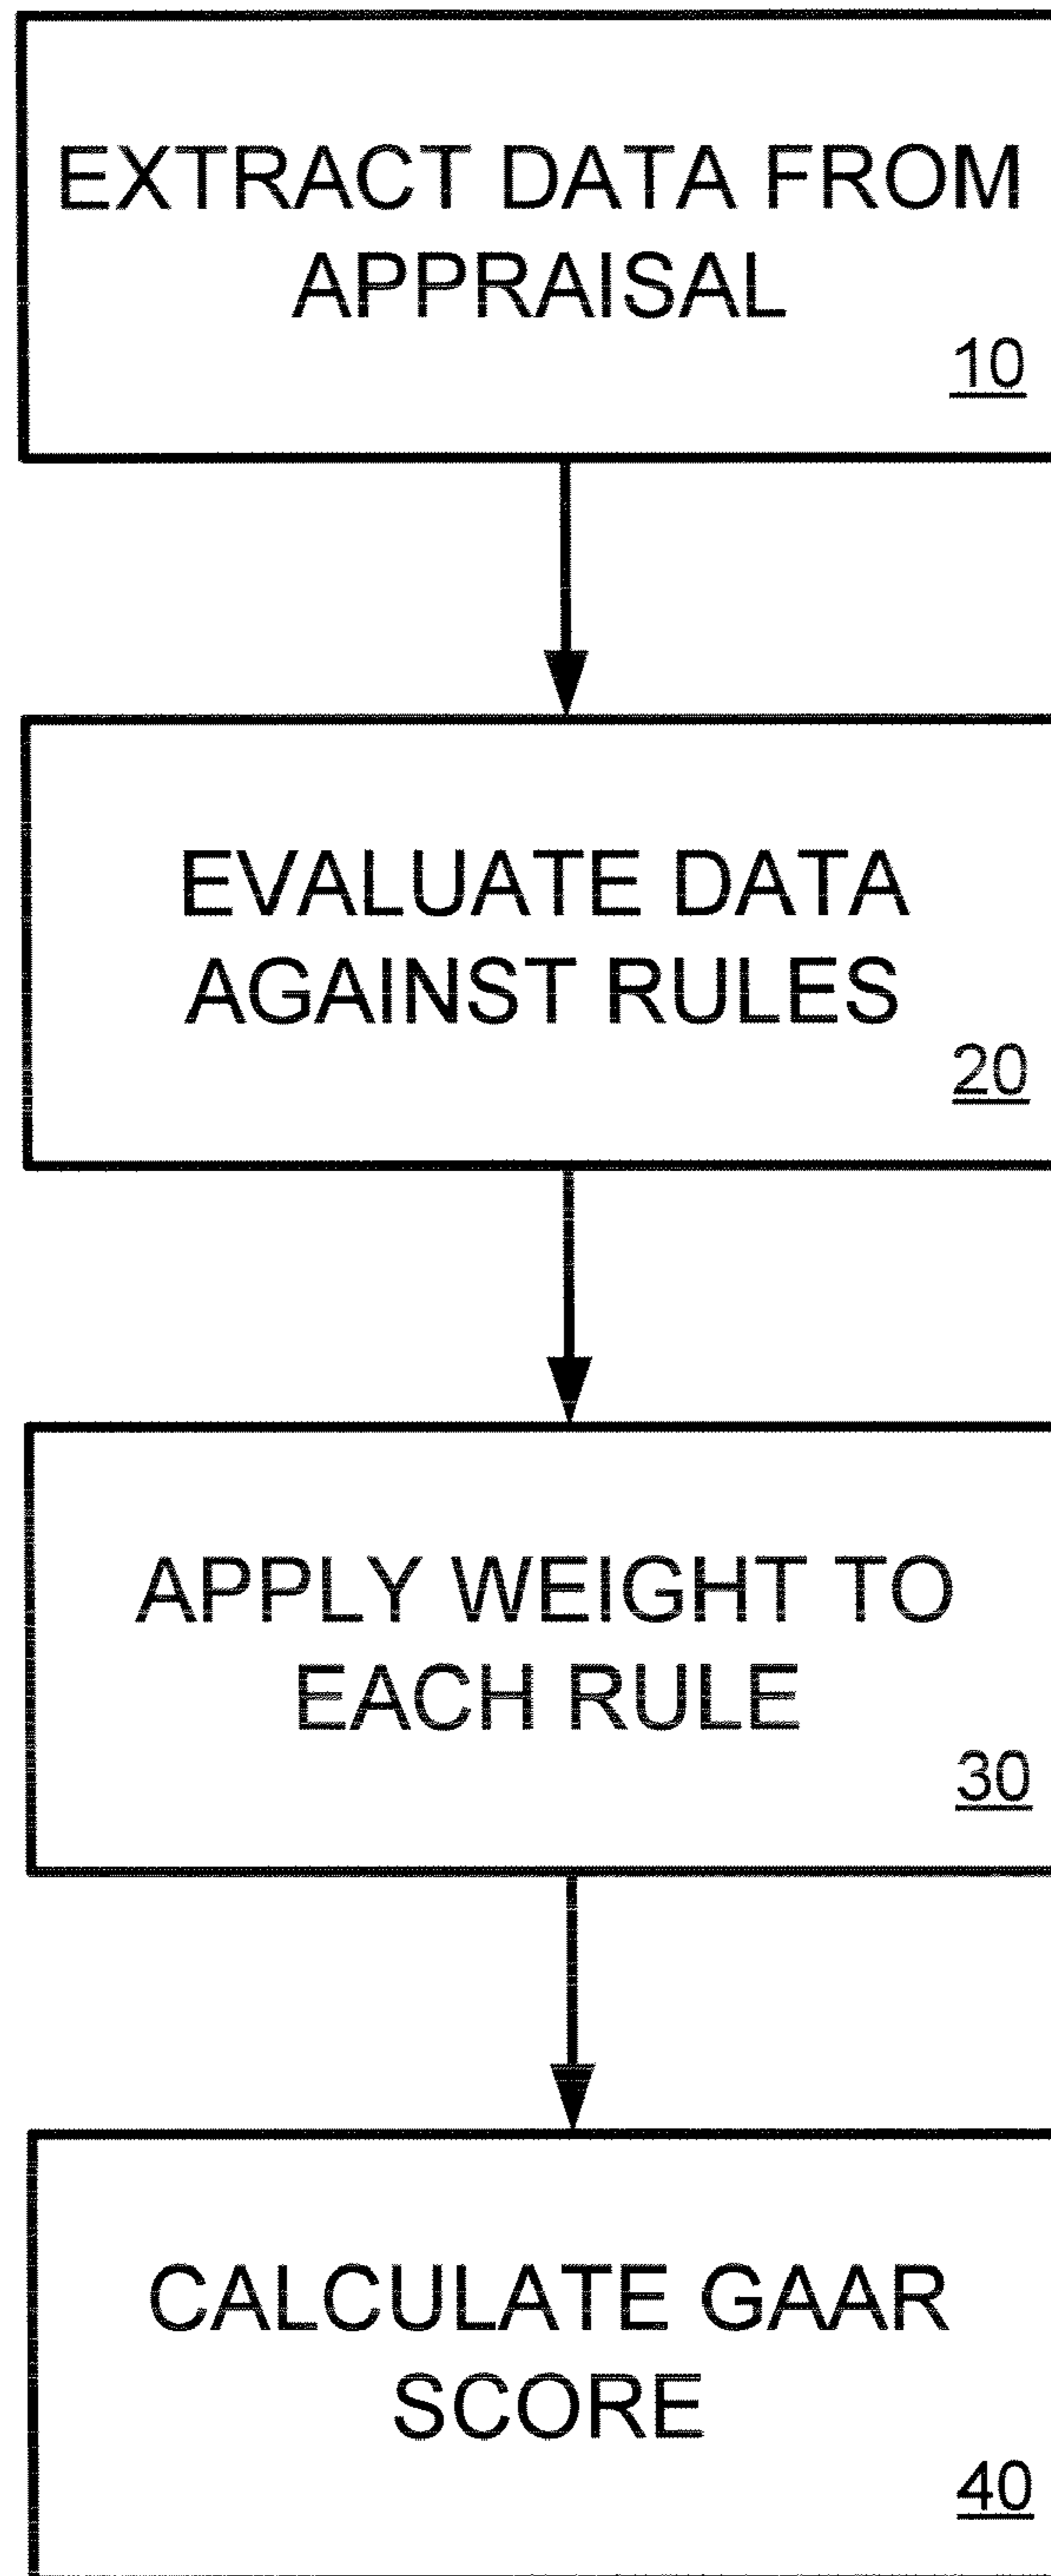 EXTRACT DATA FROM
APPRAISAL
10
EVALUATE DATA
AGAINST RULES
20
APPLY WEIGHT TO
EACH RULE
30
CALCULATE GAAR
SCORE
40